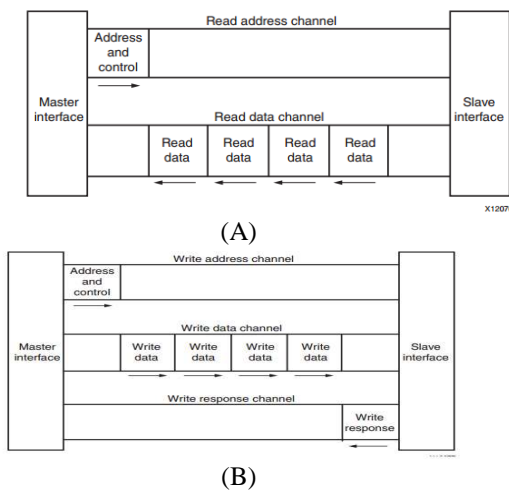 Read address channel
Address
and
control
Master
interface
Slave
interface
Read data channel
Read
data
Read
data
Read
data
Read
data
(A)
Write address channel
Address
and
control
Master
interface
Slave
interface
Write data channel
Write
data
Write
data
Write
data
Write
data
Write response channel
Write
response
(B)